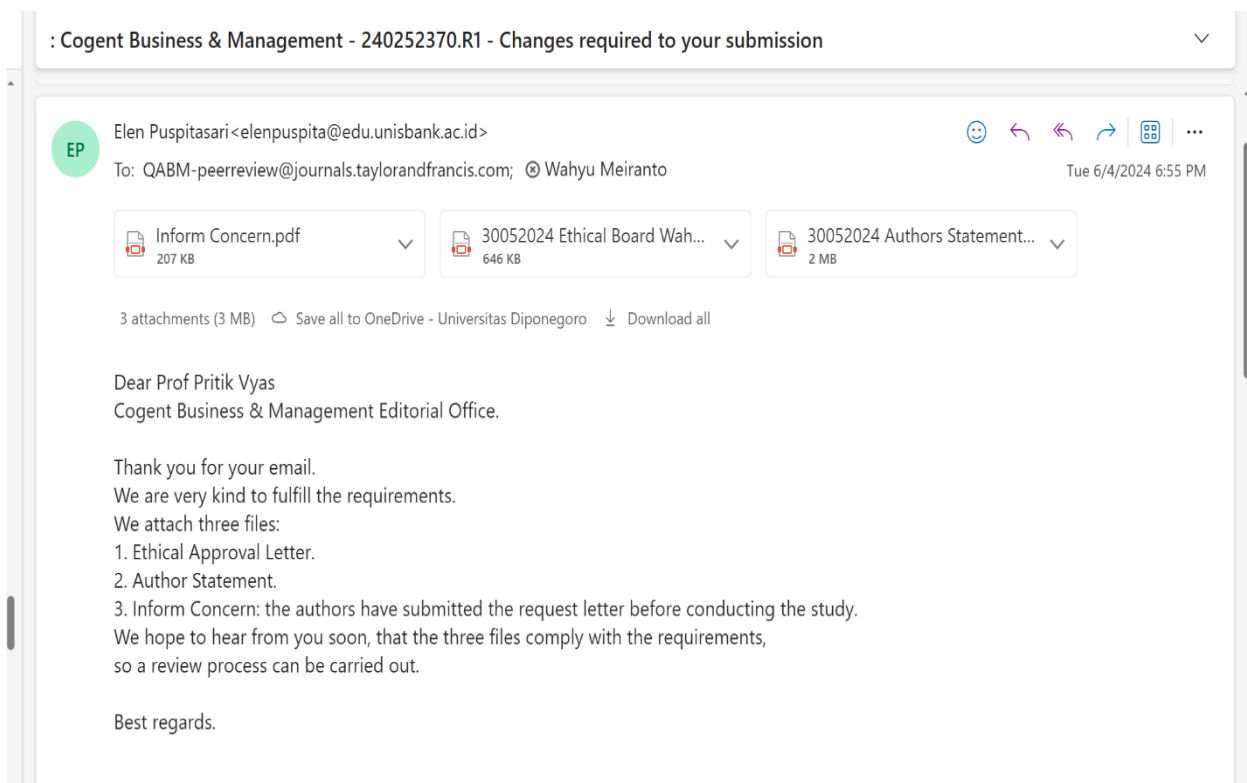 : Cogent Business & Management - 240252370.R1 - Changes required to your submission
EP
Elen Puspitasari<elenpuspita@edu.unisbank.ac.id>
To: QABM-peerreview@journals.taylorandfrancis.com; Wahyu Meiranto
Tue 6/4/2024 6:55 PM
Inform Concern.pdf
207 KB
30052024 Ethical Board Wah...
646 KB
30052024 Authors Statement...
2 MB
3 attachments (3 MB) Save all to OneDrive - Universitas Diponegoro Download all
Dear Prof Pritik Vyas
Cogent Business & Management Editorial Office.
Thank you for your email.
We are very kind to fulfill the requirements.
We attach three files:
1. Ethical Approval Letter.
2. Author Statement.
3. Inform Concern: the authors have submitted the request letter before conducting the study.
We hope to hear from you soon, that the three files comply with the requirements,
so a review process can be carried out.
Best regards.